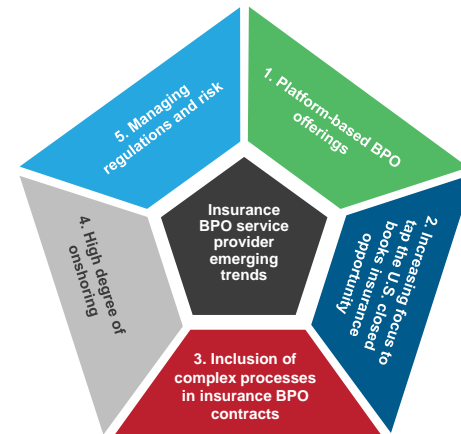 1. Platform-based BPO
offerings
2. Increasing focus to
tap the U.S. closed
books insurance
opportunity
3. Inclusion of
complex processes
in insurance BPO
contracts
4. High degree of
onshoring
5. Managing
regulations and risk
Insurance
BPO service
provider
emerging
trends